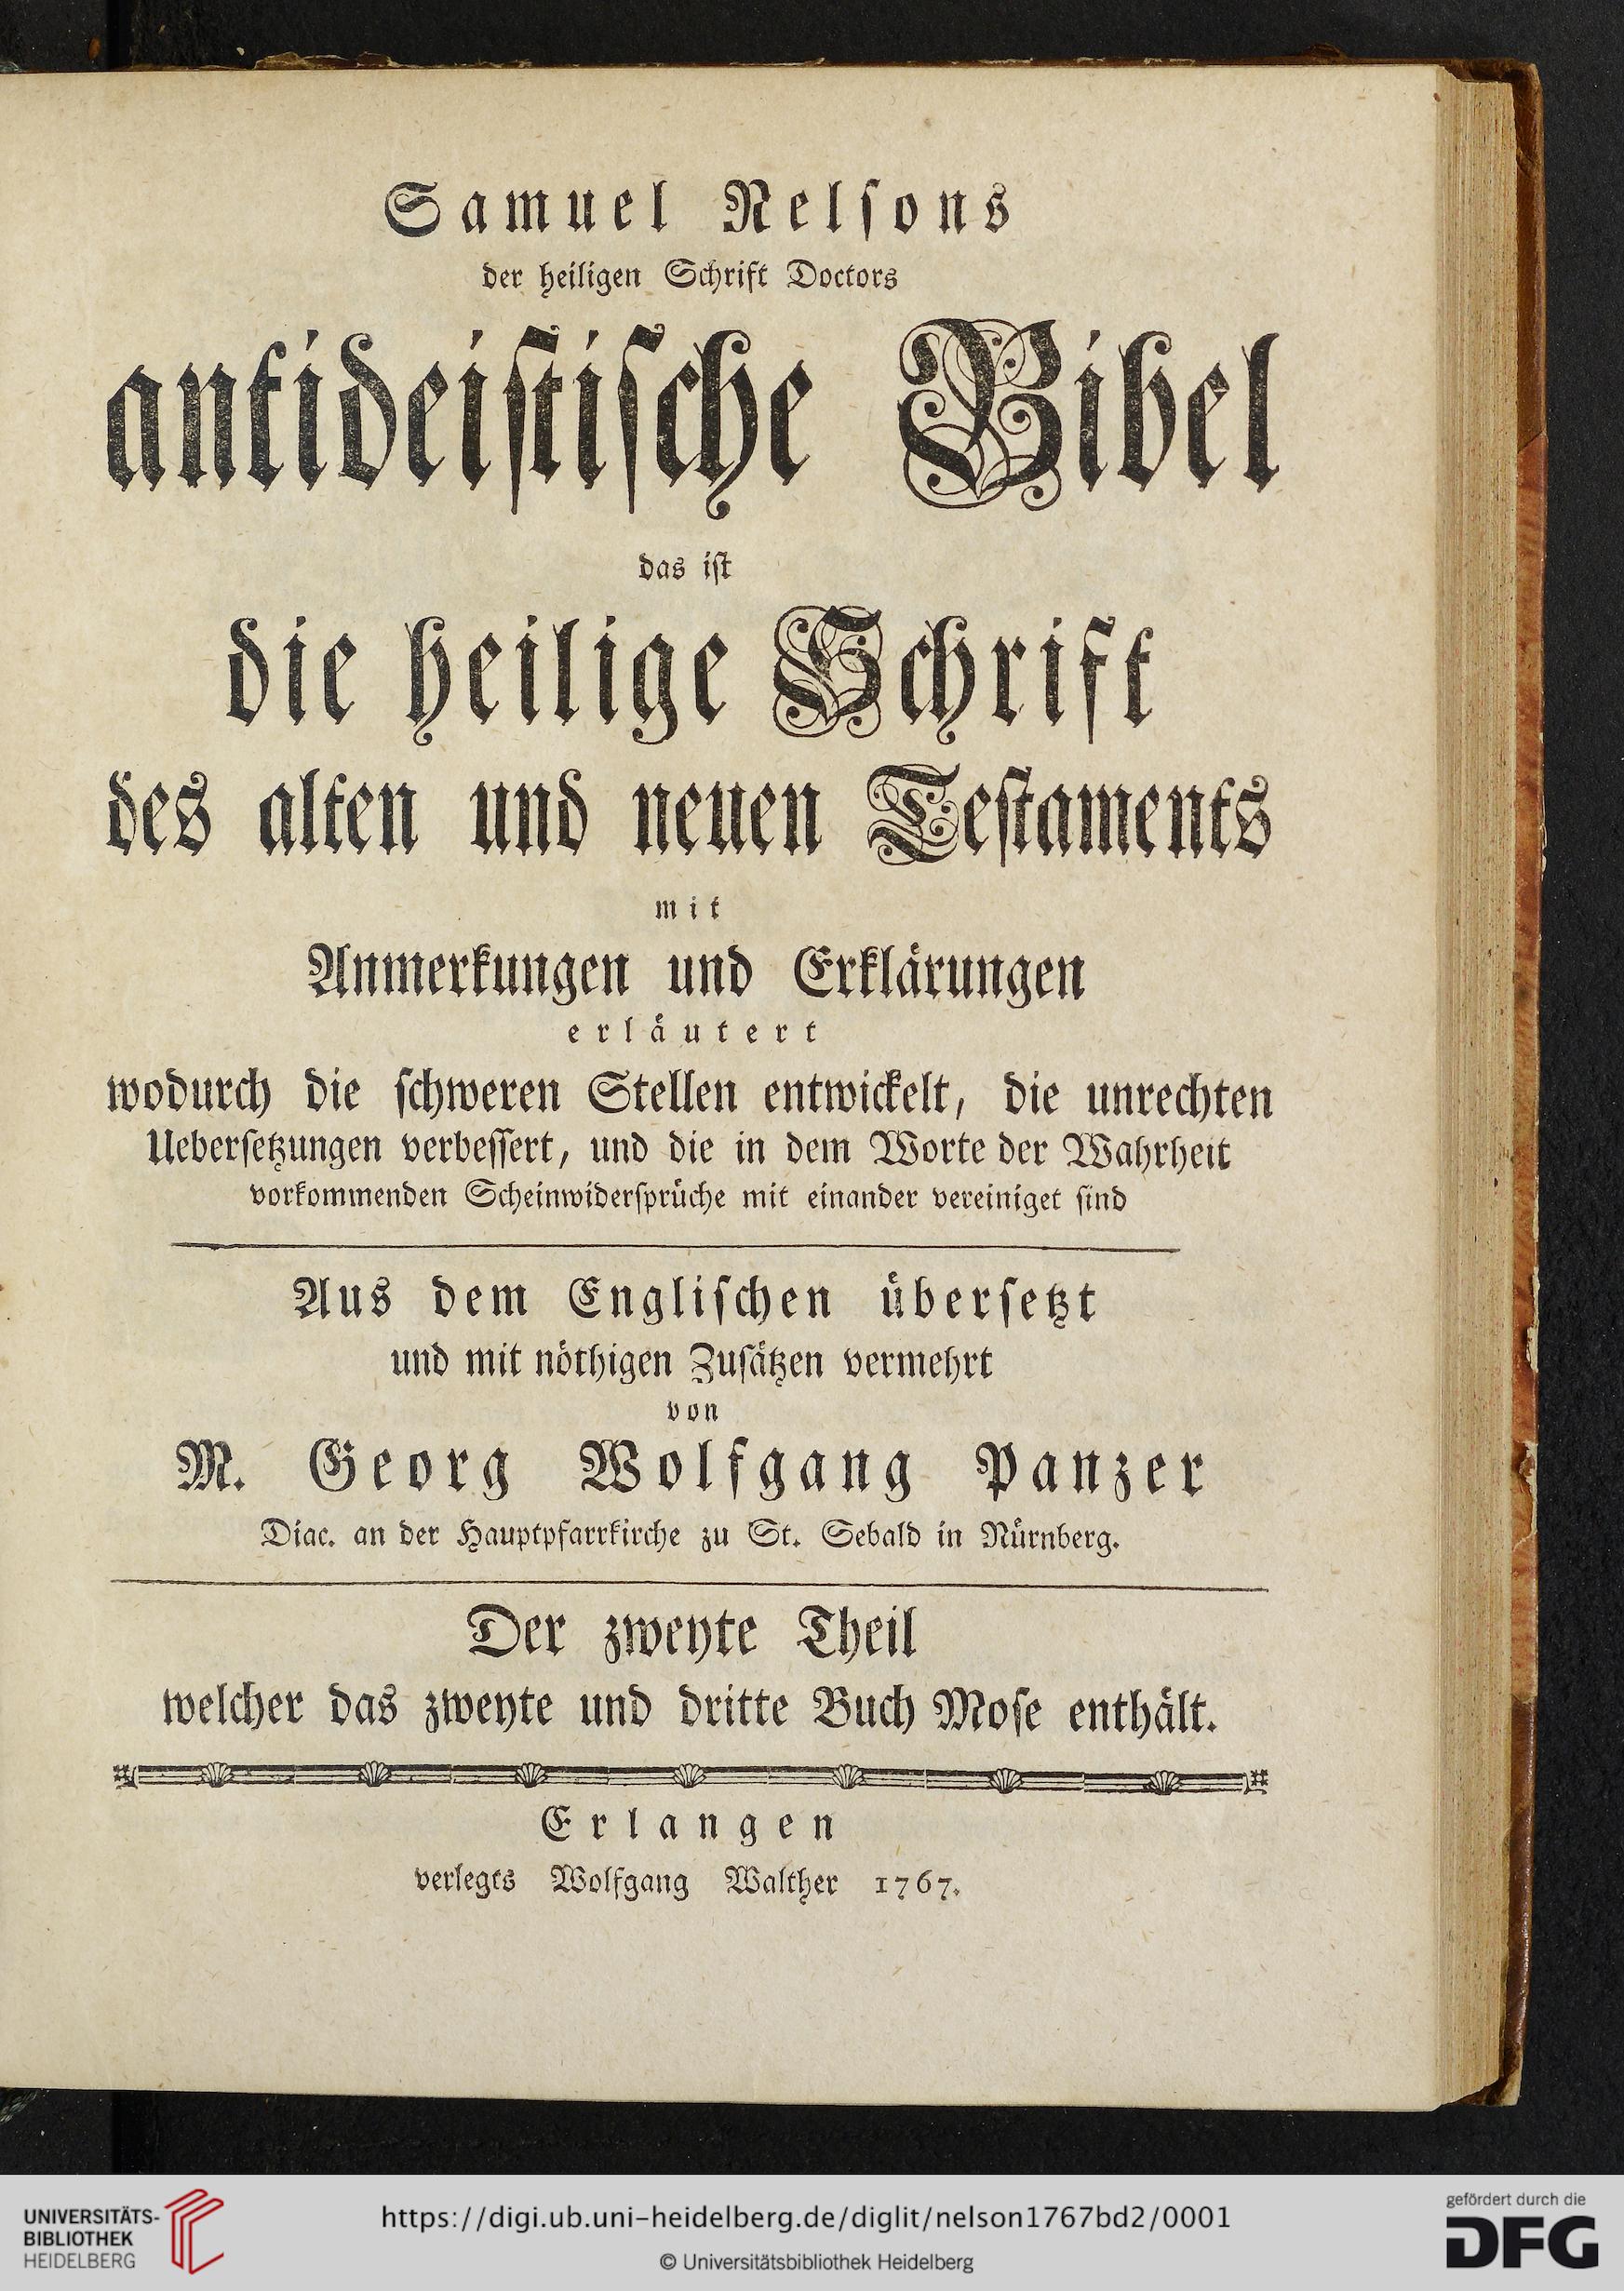 Samuel Nelsons
der heiligen Schrift Doctors
antideistische Bibel
das ist
die heilige Schrift
des alten und neuen Testaments
mit
Anmerkungen und Erklärungen
erläutert
wodurch die schweren Stellen entwickelt, die unrechten
Uebersetzungen verbessert, und die in dem Worte der Wahrheit
vorkommenden Scheinwidersprüche mit einander vereiniget sind
Aus dem Englischen übersetzt
und mit nöthigen Zusätzen vermehrt
von
M. Georg Wolfgang Panzer
Diac. an der Hauptpfarrkirche zu St. Sebald in Nürnberg.
Der zweyte Theil
welcher das zweyte und dritte Buch Mose enthält.
Erlangen
verlegts Wolfgang Walther 1767.
UNIVERSITÄTS-
BIBLIOTHEK
HEIDELBERG
https://digi.ub.uni-heidelberg.de/diglit/nelson1767bd2/0001
© Universitätsbibliothek Heidelberg
gefördert durch die
DFG